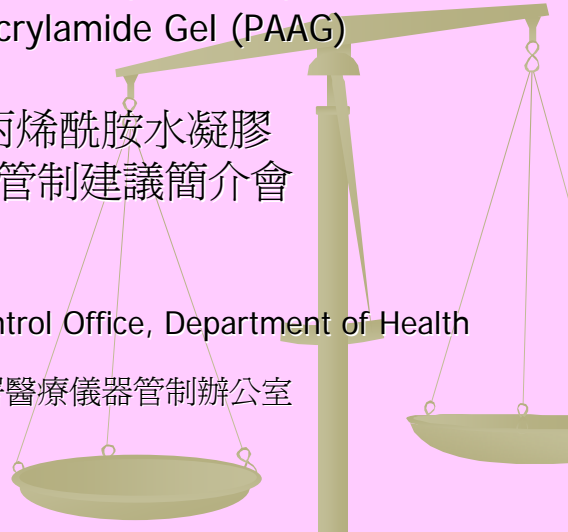 crylamide Gel (PAAG)
丙烯酰胺水凝膠
管制建議簡介會
ntrol Office, Department of Health
署醫療儀器管制辦公室